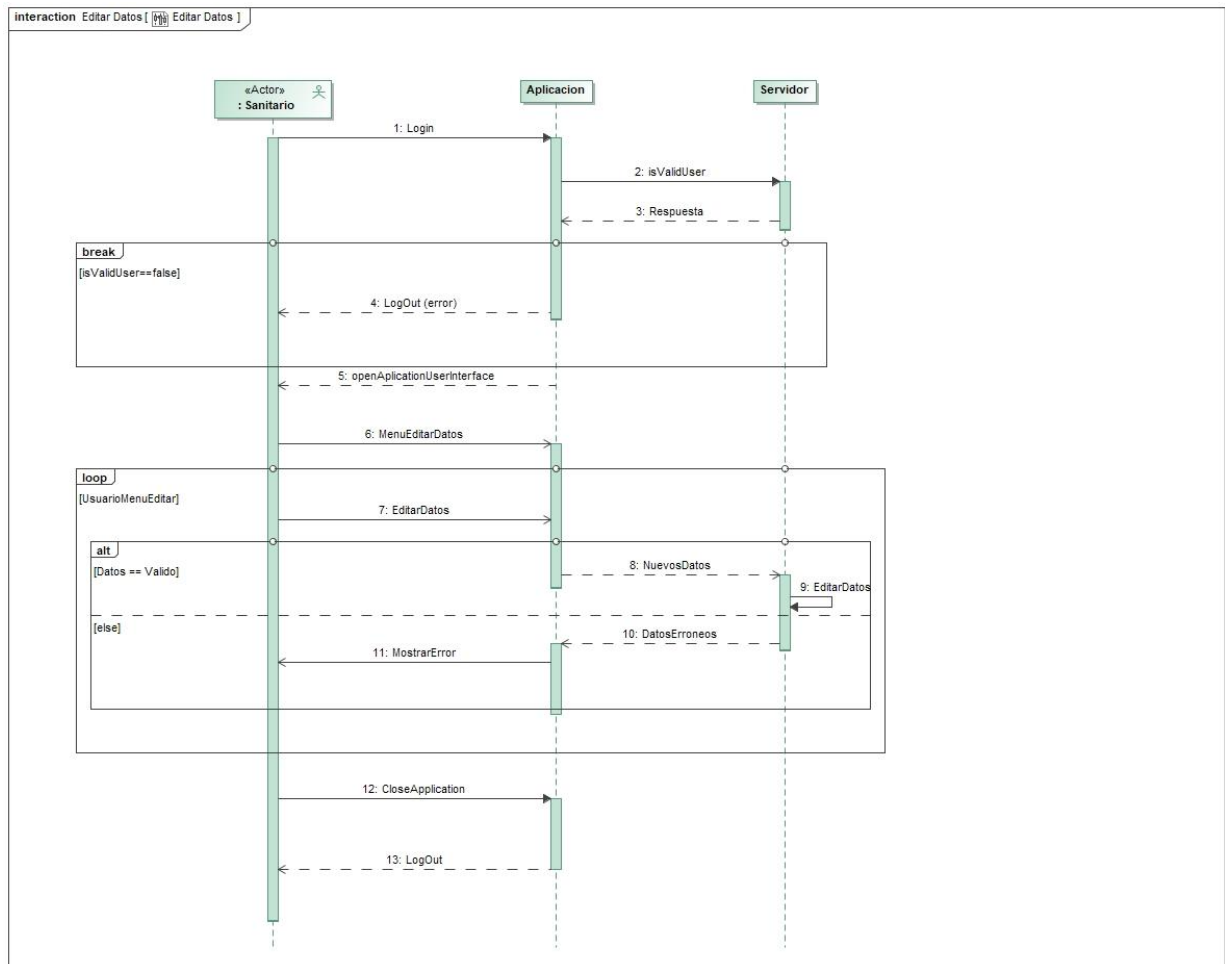 interaction Editar Datos [ Editar Datos ]
«Actor»
: Sanitario
Aplicacion
Servidor
1: Login
2: isValidUser
3: Respuesta
break
[isValidUser==false]
4: LogOut (error)
5: openAplicationUserInterface
6: MenuEditarDatos
loop
[UsuarioMenuEditar]
7: EditarDatos
alt
[Datos == Valido]
8: NuevosDatos
9: EditarDatos
[else]
10: DatosErroneos
11: MostrarError
12: CloseApplication
13: LogOut